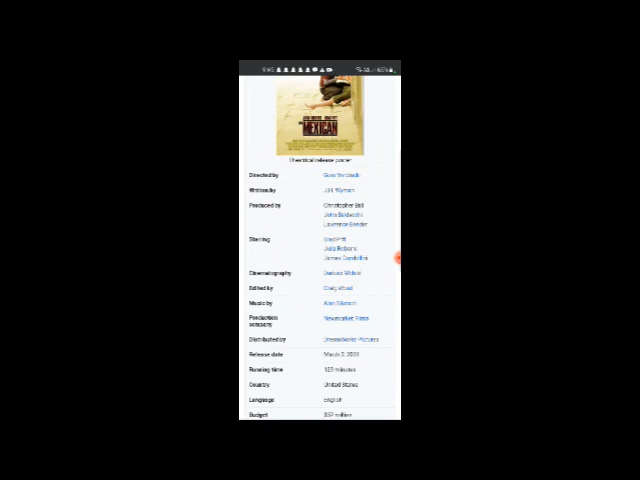 THE MEXICAN
Theatrical release poster
Directed by Gore Verbinski
Written by J.H. Wyman
Produced by Christopher Ball
John Baldecchi
Lawrence Bender
Starring Brad Pitt
Julia Roberts
James Gandolfini
Cinematography Dariusz Wolski
Edited by Craig Wood
Music by Alan Silvestri
Production company Newmarket Films
Distributed by DreamWorks Pictures
Release date March 2, 2001
Running time 123 minutes
Country United States
Language English
Budget $57 million